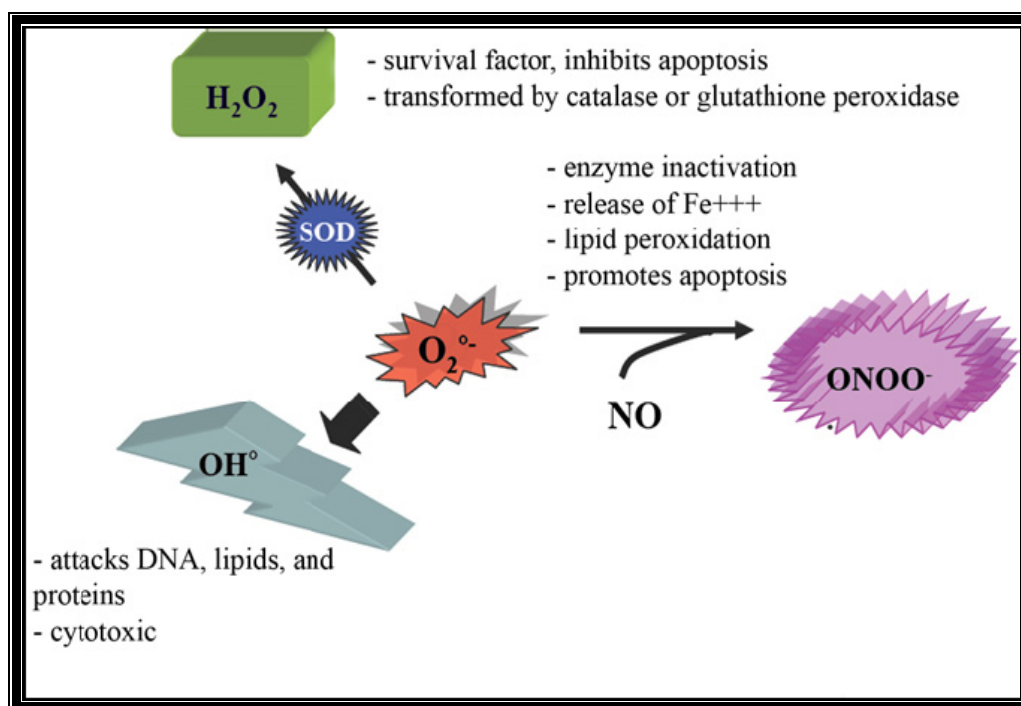 H₂O₂
- survival factor, inhibits apoptosis
- transformed by catalase or glutathione peroxidase
SOD
- enzyme inactivation
- release of Fe+++
- lipid peroxidation
- promotes apoptosis
O₂°-
NO
ONOO-
OH°
- attacks DNA, lipids, and
proteins
- cytotoxic